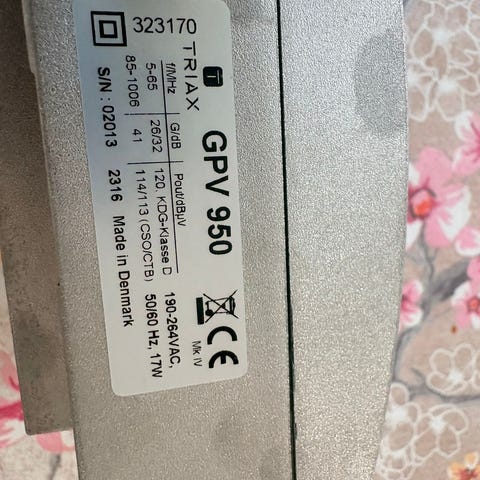 323170
T
TRIAX
GPV 950
CE
Mk IV
f/MHz G/dB Pout/dBµV
5-65 26/32 120, KDG-Klasse D 190-264VAC,
85-1006 41 114/113 (CSO/CTB) 50/60 Hz, 17W
S/N: 02013 2316 Made in Denmark